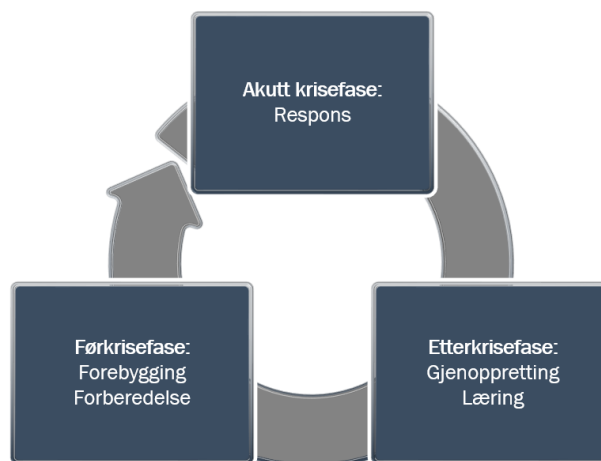 Akutt krisefase:
Respons
Førkrisefase:
Forebygging
Forberedelse
Etterkrisefase:
Gjenoppretting
Læring